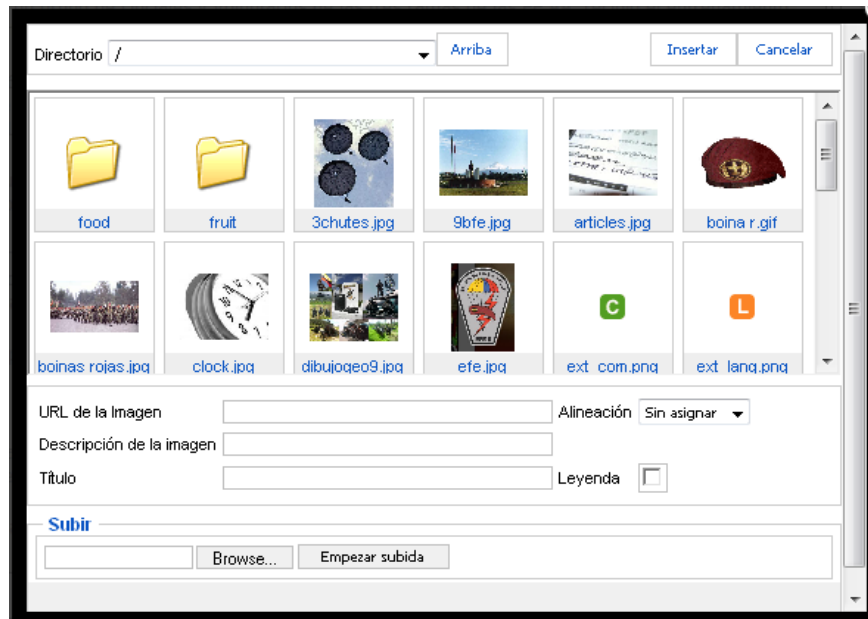 Directorio / Arriba Insertar Cancelar
food fruit 3chutes.jpg 9bfe.jpg articles.jpg boina r.gif
C L
boinas rojas.jpg clock.jpg dibujogeo9.jpg efe.jpg ext_com.png ext_lang.png
URL de la Imagen Alineación Sin asignar
Descripción de la imagen
Título Leyenda
Subir
Browse... Empezar subida